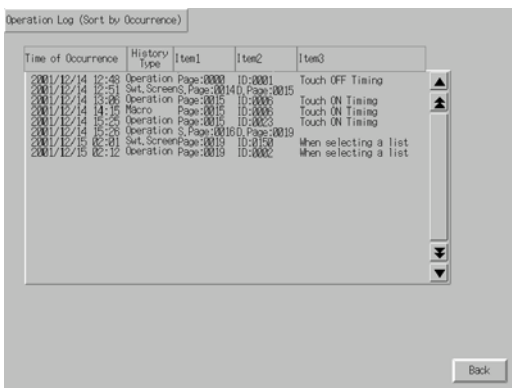 Operation Log (Sort by Occurrence)
Time of Occurrence History Type Item1 Item2 Item3
2001/12/14 12:48 Operation Page:0000 ID:0001 Touch OFF Timing
2001/12/14 12:51 Swt.Screen S.Page:0014 D.Page:0015
2001/12/14 13:06 Operation Page:0015 ID:0006 Touch ON Timimg
2001/12/14 14:15 Macro Page:0015 ID:0006 Touch ON Timimg
2001/12/14 15:25 Operation Page:0015 ID:0023 Touch ON Timimg
2001/12/14 15:26 Operation S.Page:0016 D.Page:0019
2001/12/15 02:01 Swt.Screen Page:0019 ID:0150 When selecting a list
2001/12/15 02:12 Operation Page:0019 ID:0002 When selecting a list
Back